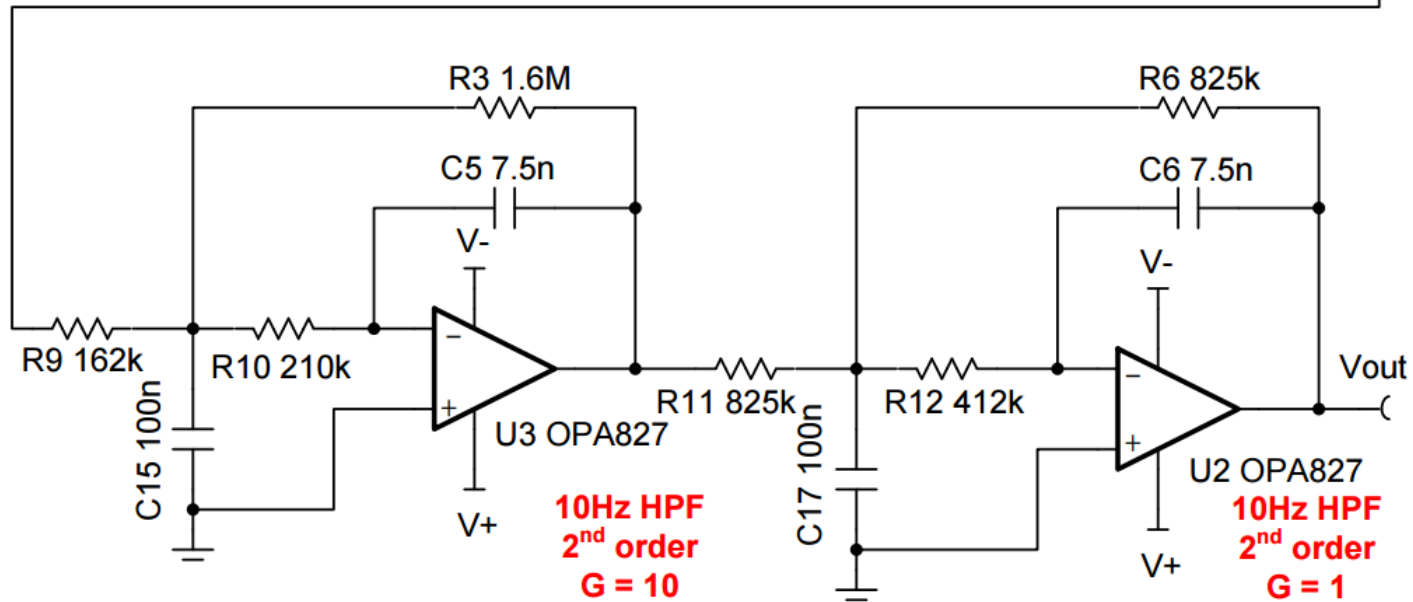 R3 1.6M
R6 825k
C5 7.5n
C6 7.5n
V-
V-
R9 162k
R10 210k
−
+
C15 100n
U3 OPA827
V+
R11 825k
R12 412k
−
+
C17 100n
U2 OPA827
V+
Vout
10Hz HPF
2nd order
G = 10
10Hz HPF
2nd order
G = 1